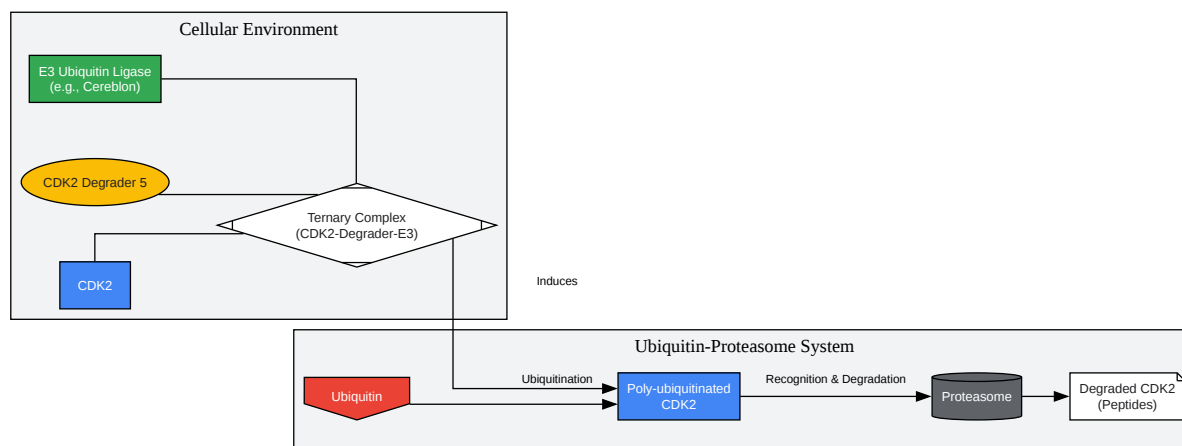 Cellular Environment
E3 Ubiquitin Ligase
(e.g., Cereblon)
CDK2 Degrader 5
Ternary Complex
(CDK2-Degrader-E3)
CDK2
Induces
Ubiquitin-Proteasome System
Ubiquitin
Ubiquitination
Poly-ubiquitinated
CDK2
Recognition & Degradation
Proteasome
Degraded CDK2
(Peptides)